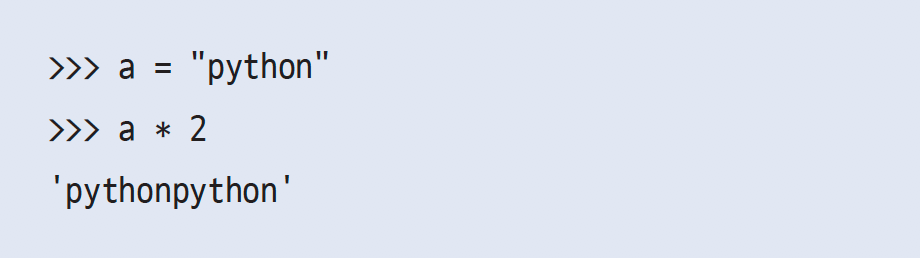 >>> a = "python"
>>> a * 2
'pythonpython'